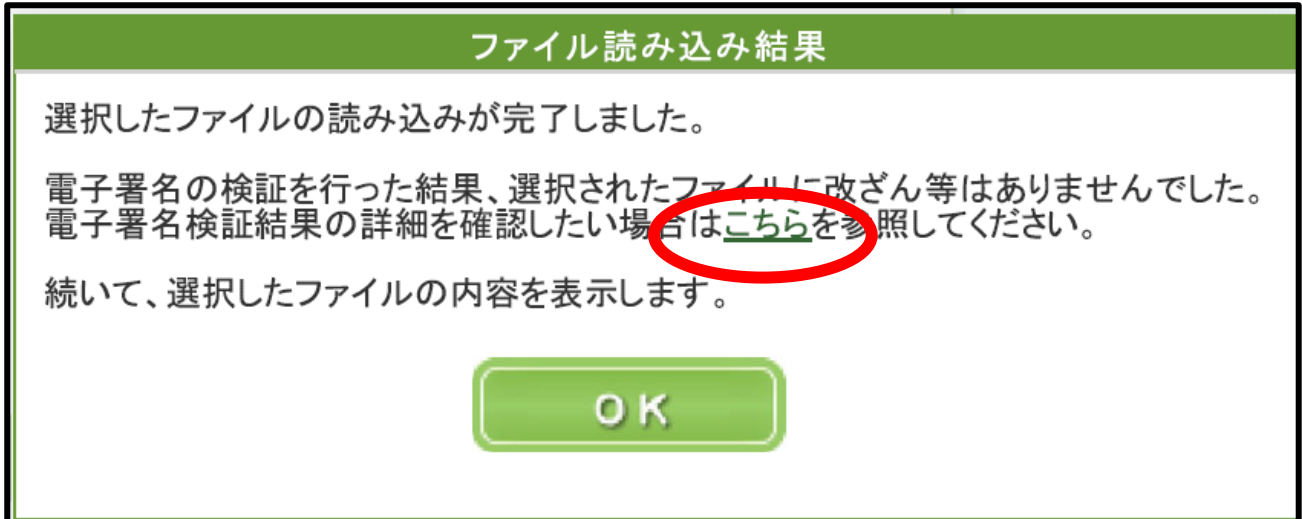 ファイル読み込み結果
選択したファイルの読み込みが完了しました。
電子署名の検証を行った結果、選択されたファイルに改ざん等はありませんでした。
電子署名検証結果の詳細を確認したい場合はこちらを参照してください。
続いて、選択したファイルの内容を表示します。
OK